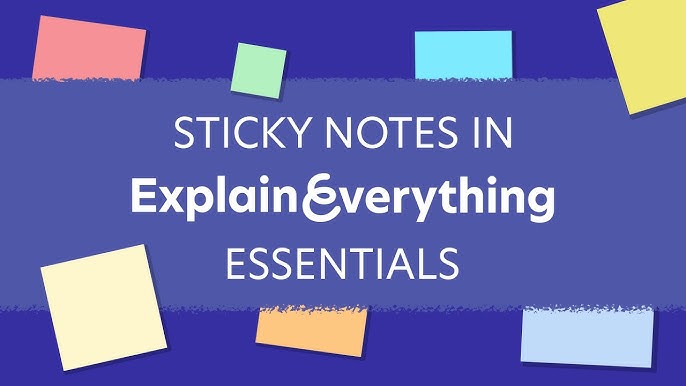 STICKY NOTES IN
ExplainEverything
ESSENTIALS